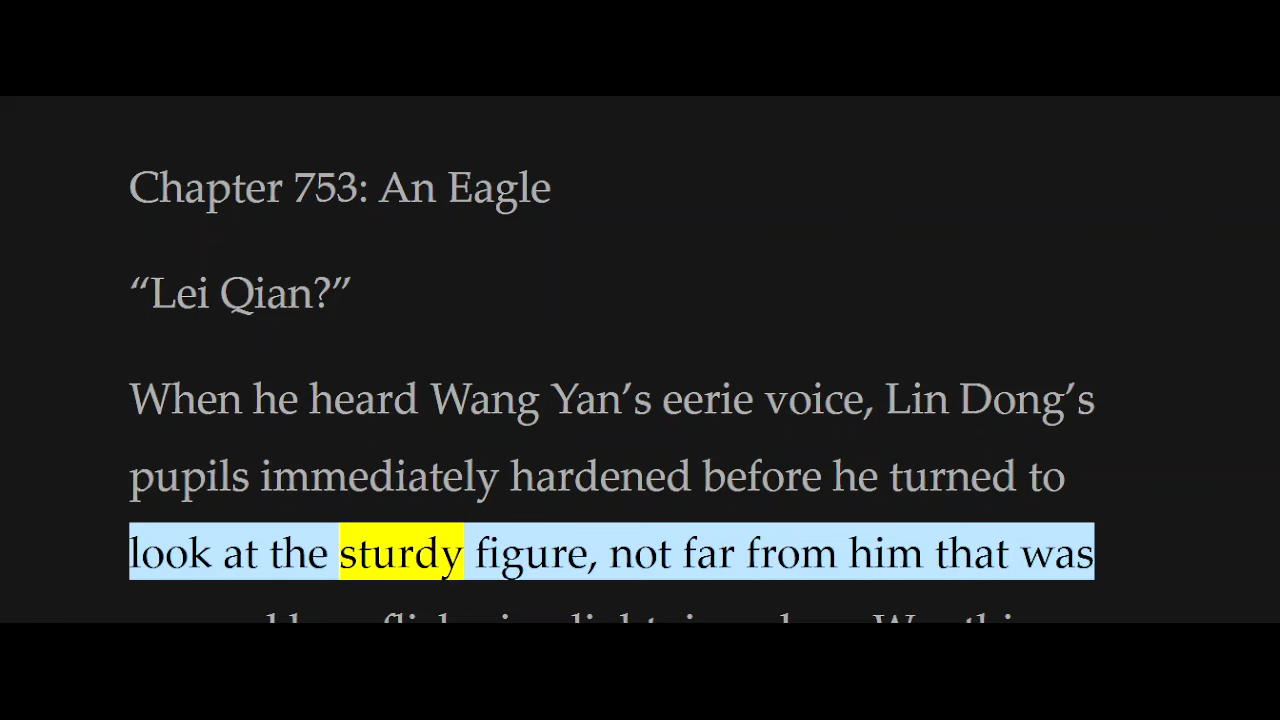 Chapter 753: An Eagle
“Lei Qian?”
When he heard Wang Yan’s eerie voice, Lin Dong’s
pupils immediately hardened before he turned to
look at the sturdy figure, not far from him that was